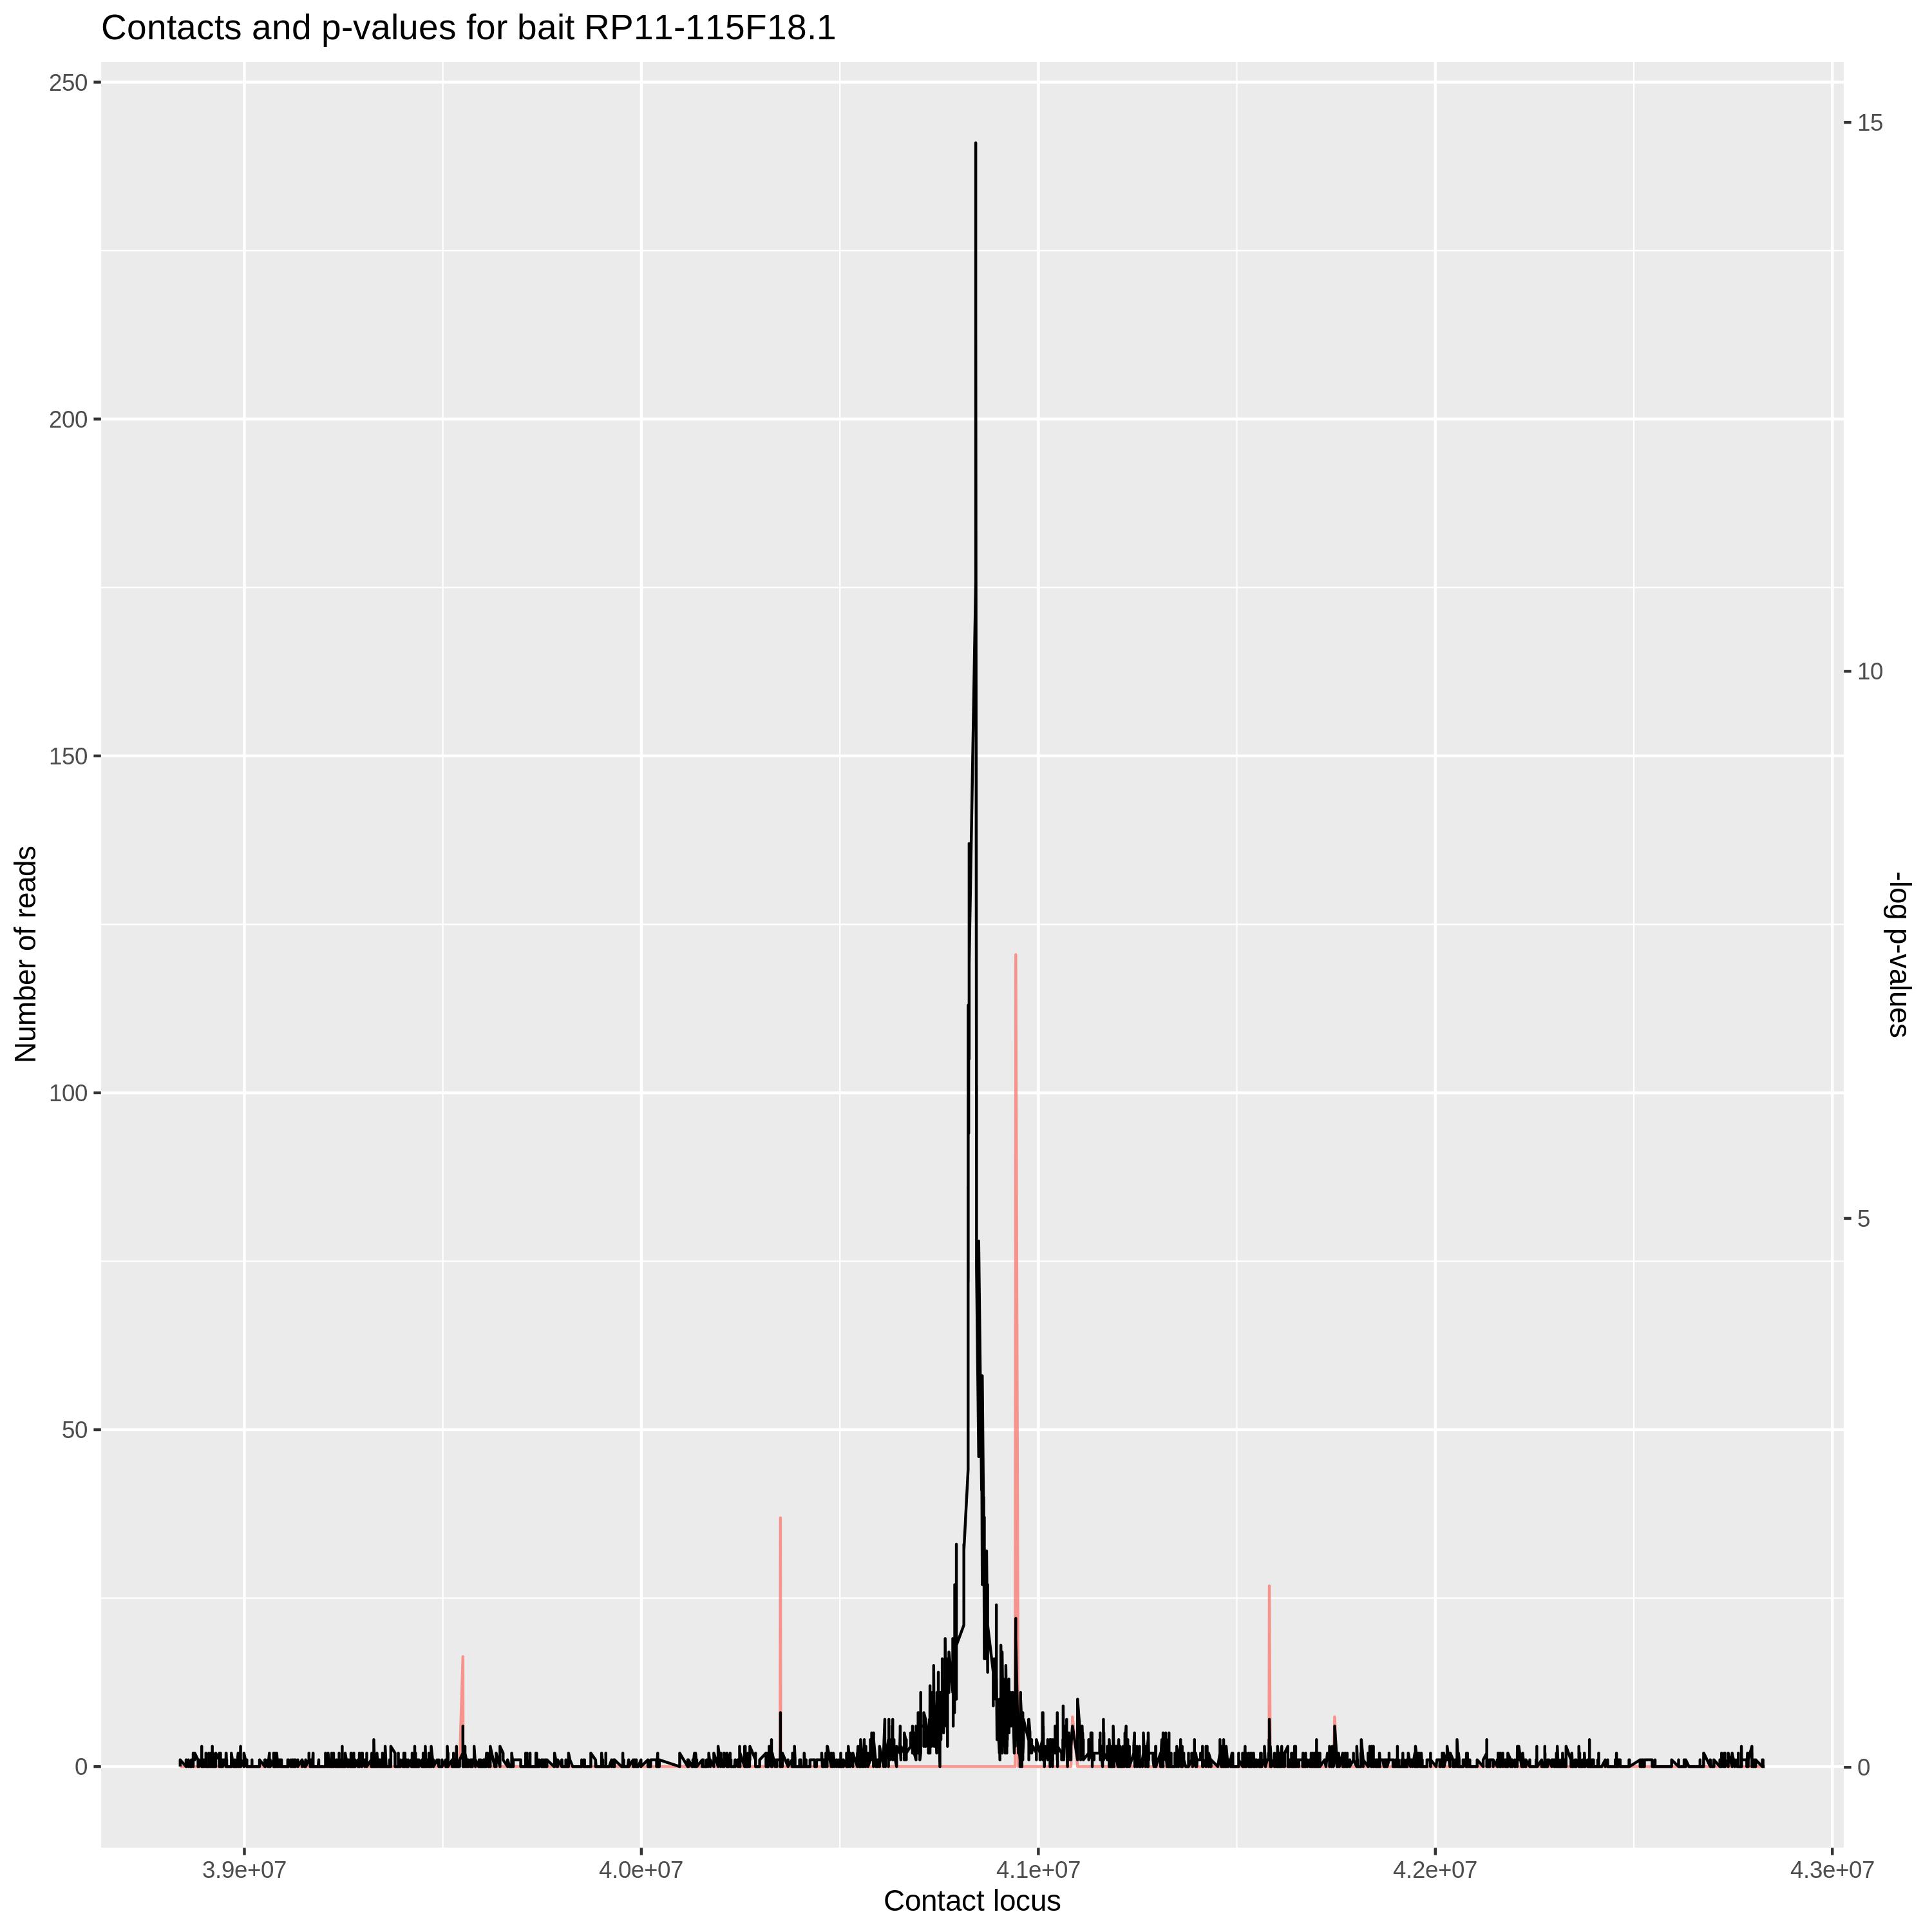 Contacts and p-values for bait RP11-115F18.1
250
200
150
100
50
0
Number of reads
15
10
5
0
-log p-values
3.9e+07
4.0e+07
4.1e+07
4.2e+07
4.3e+07
Contact locus